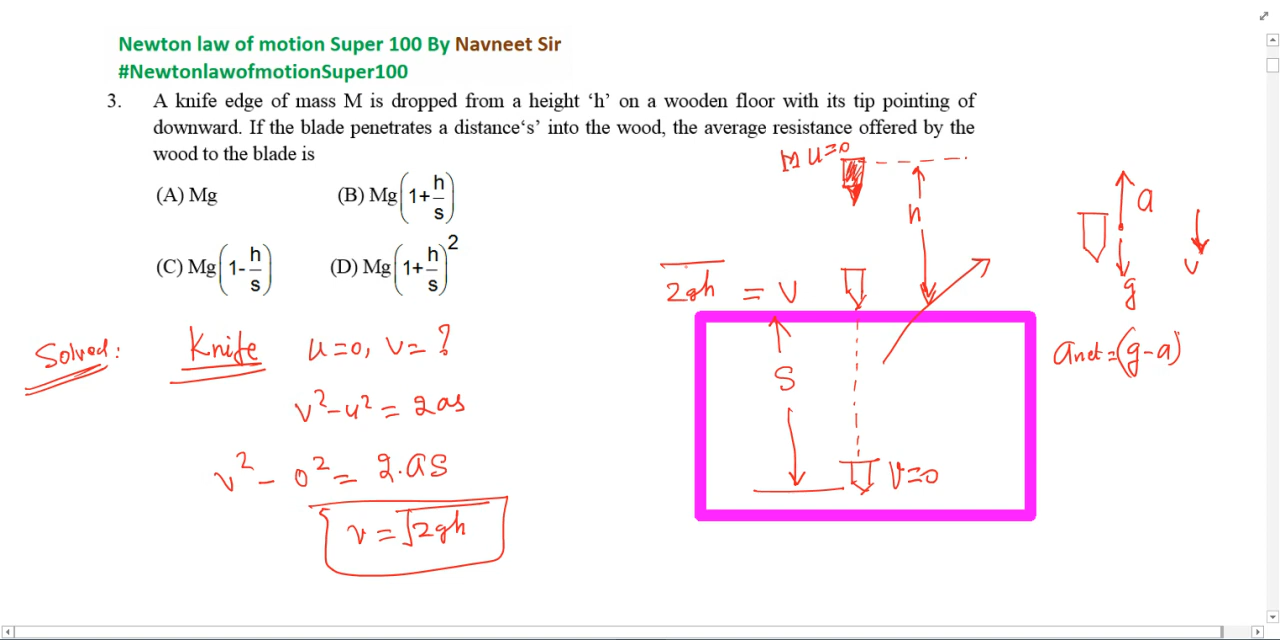 Newton law of motion Super 100 By Navneet Sir
#NewtonlawofmotionSuper100
3. A knife edge of mass M is dropped from a height ‘h’ on a wooden floor with its tip pointing of
downward. If the blade penetrates a distance‘s’ into the wood, the average resistance offered by the
wood to the blade is
(A) Mg (B) Mg(1+h/s)
(C) Mg(1-h/s) (D) Mg(1+h/s)²
M u=0
h
a
g
v
anet=(g-a)
√2gh = v
S
V=0
Solved: Knife u=0, v=?
v²-u²= 2as
v²-0²= 2.as
v=√2gh